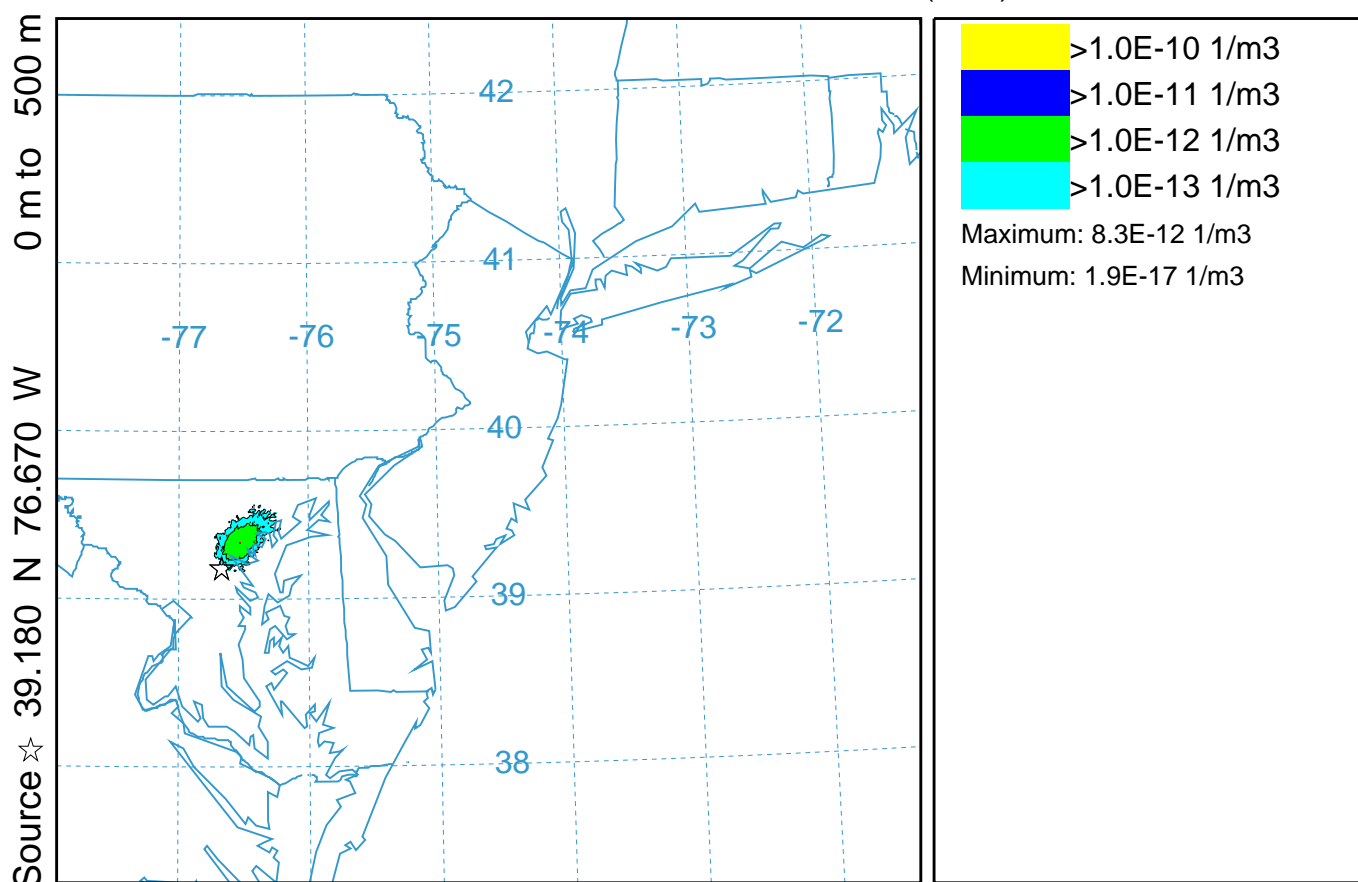 Source ☆ 39.180 N 76.670 W 0 m to 500 m
42
41
-77 -76 -75 -74 -73 -72
40
39
38
>1.0E-10 1/m3
>1.0E-11 1/m3
>1.0E-12 1/m3
>1.0E-13 1/m3
Maximum: 8.3E-12 1/m3
Minimum: 1.9E-17 1/m3